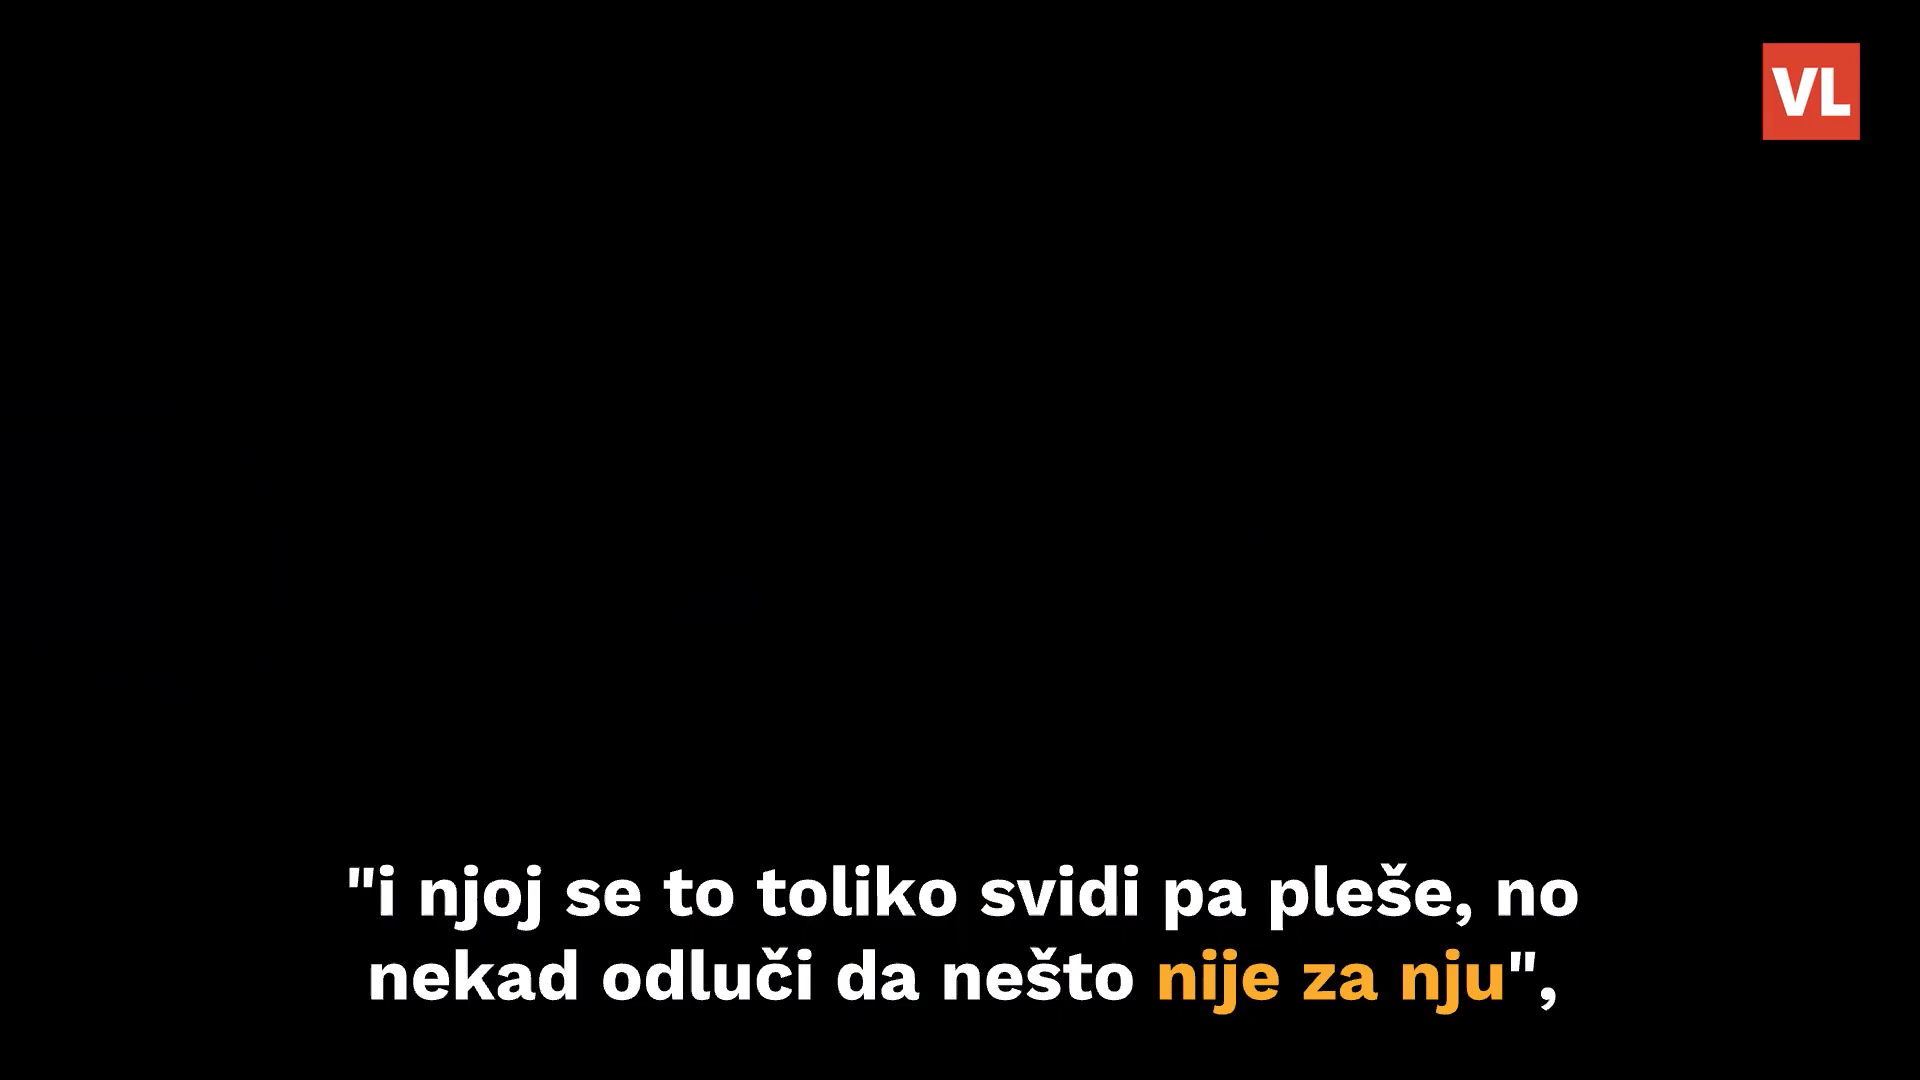 VL
"i njoj se to toliko svidi pa pleše, no
nekad odluči da nešto nije za nju",